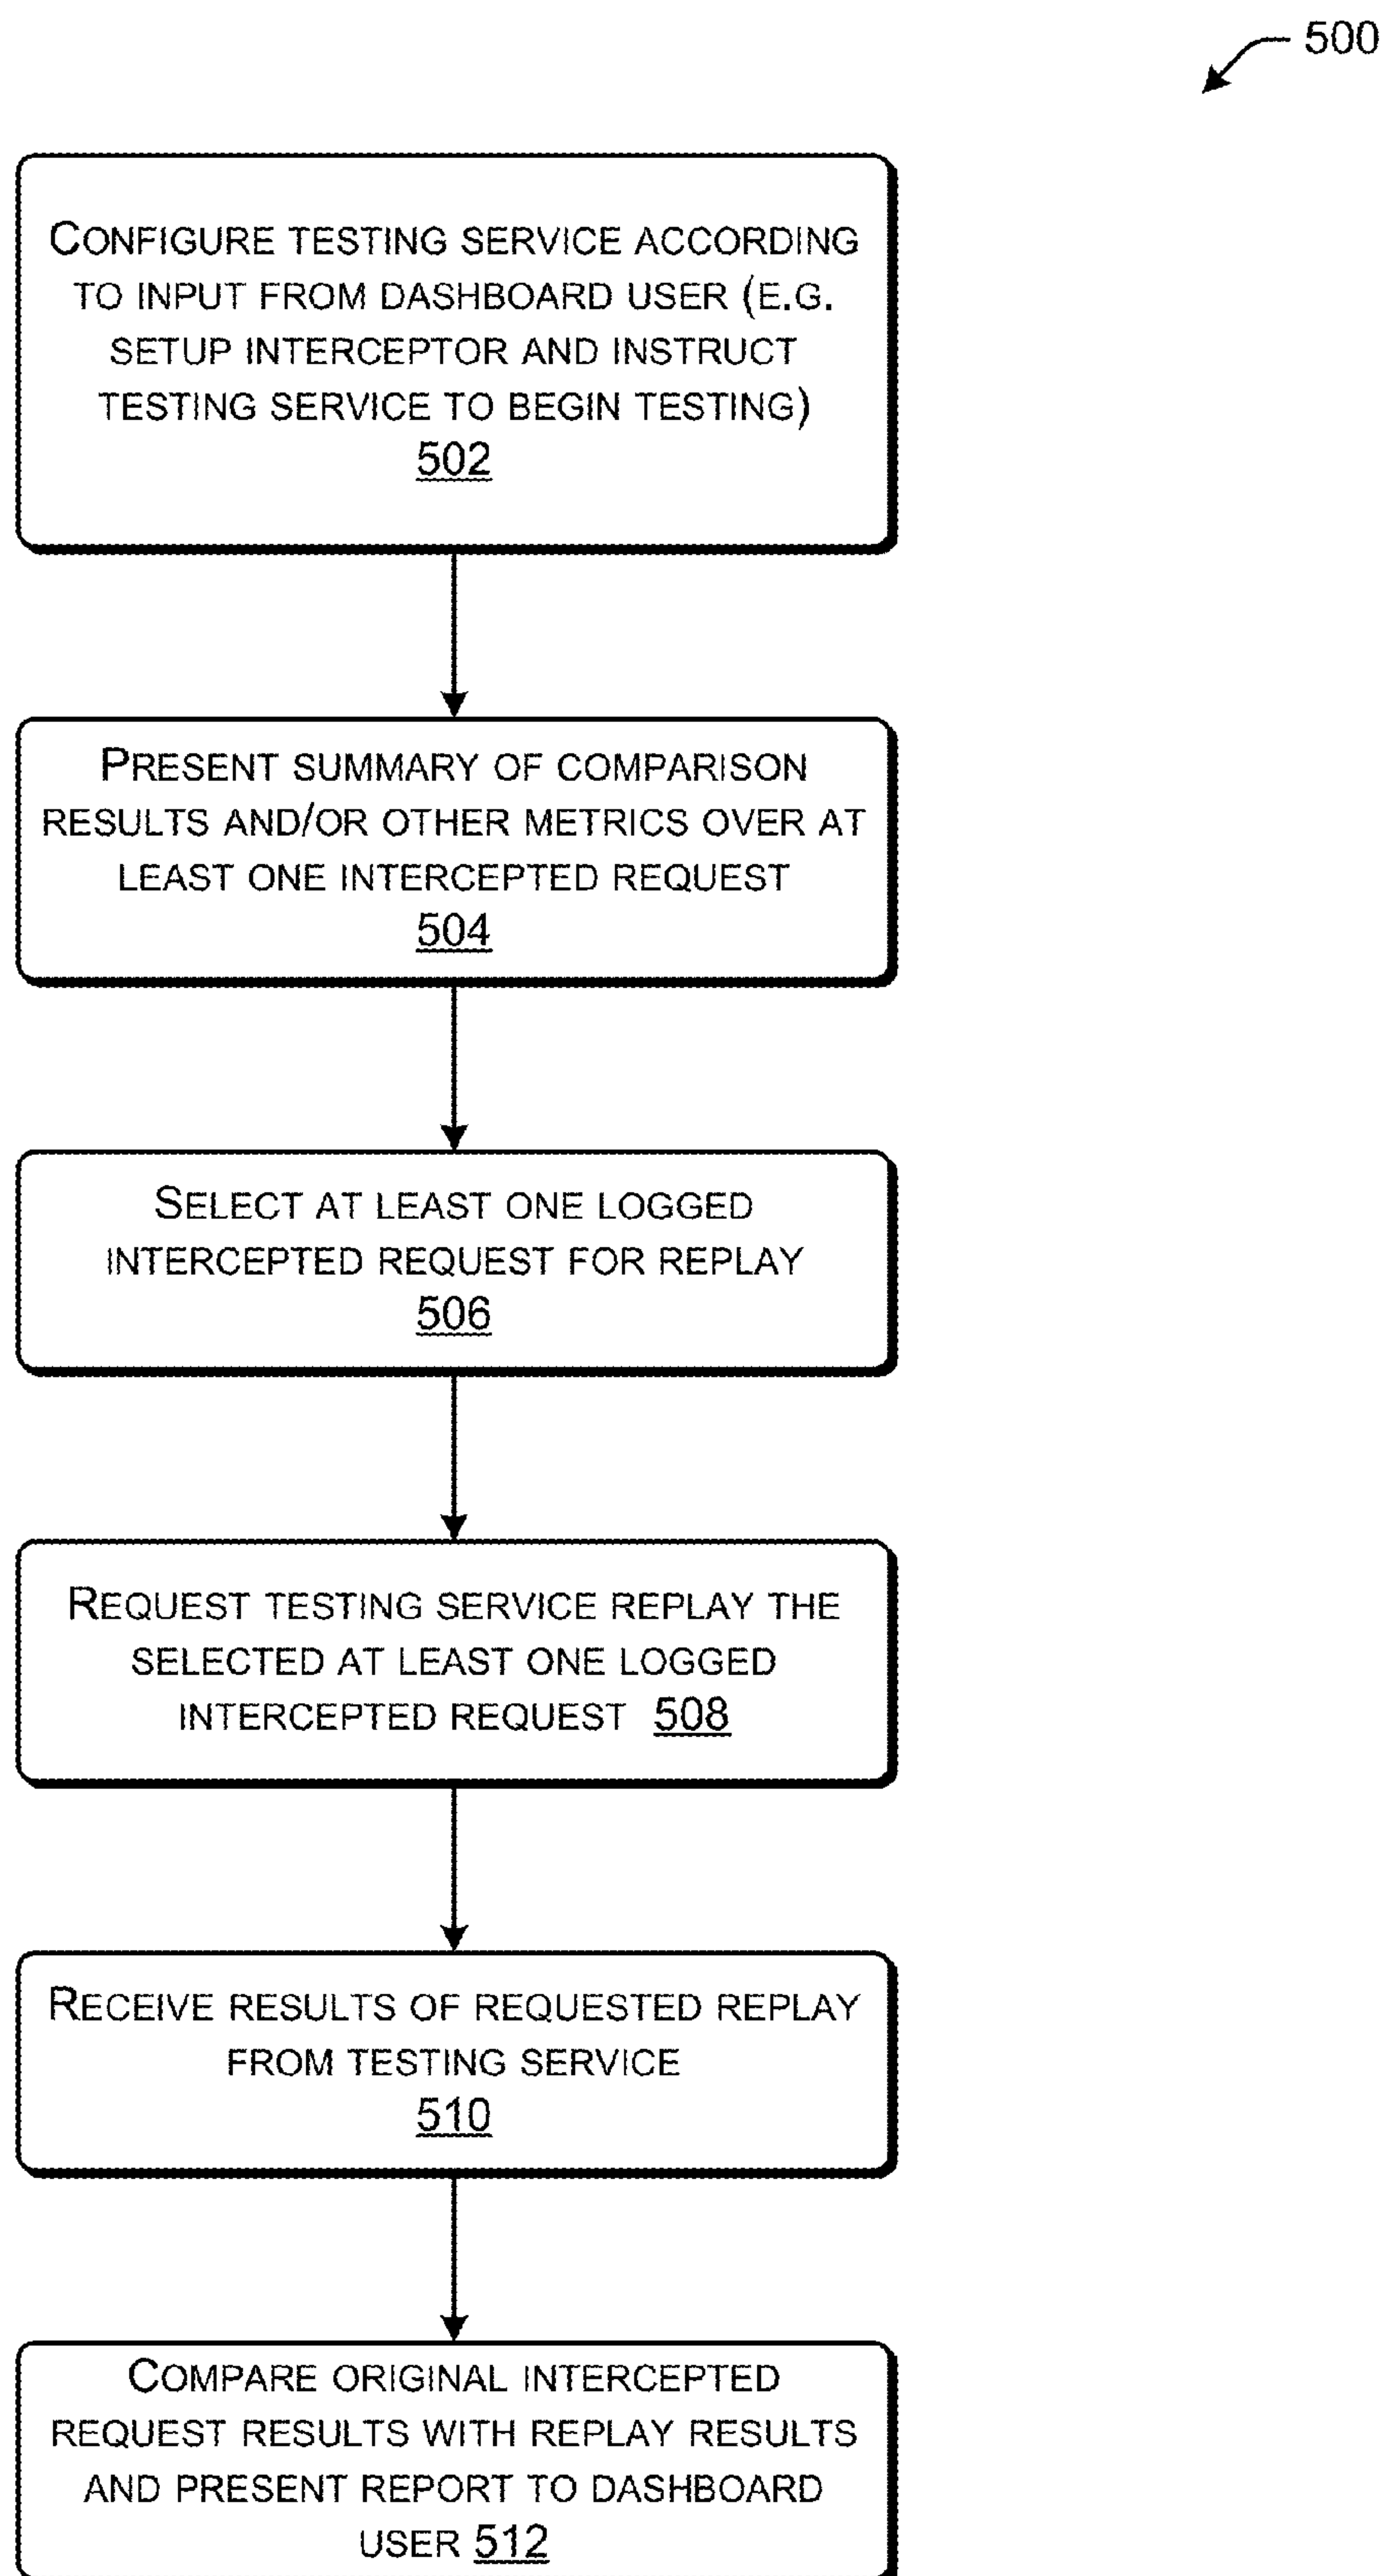 500
CONFIGURE TESTING SERVICE ACCORDING
TO INPUT FROM DASHBOARD USER (E.G.
SETUP INTERCEPTOR AND INSTRUCT
TESTING SERVICE TO BEGIN TESTING)
502
PRESENT SUMMARY OF COMPARISON
RESULTS AND/OR OTHER METRICS OVER AT
LEAST ONE INTERCEPTED REQUEST
504
SELECT AT LEAST ONE LOGGED
INTERCEPTED REQUEST FOR REPLAY
506
REQUEST TESTING SERVICE REPLAY THE
SELECTED AT LEAST ONE LOGGED
INTERCEPTED REQUEST 508
RECEIVE RESULTS OF REQUESTED REPLAY
FROM TESTING SERVICE
510
COMPARE ORIGINAL INTERCEPTED
REQUEST RESULTS WITH REPLAY RESULTS
AND PRESENT REPORT TO DASHBOARD
USER 512